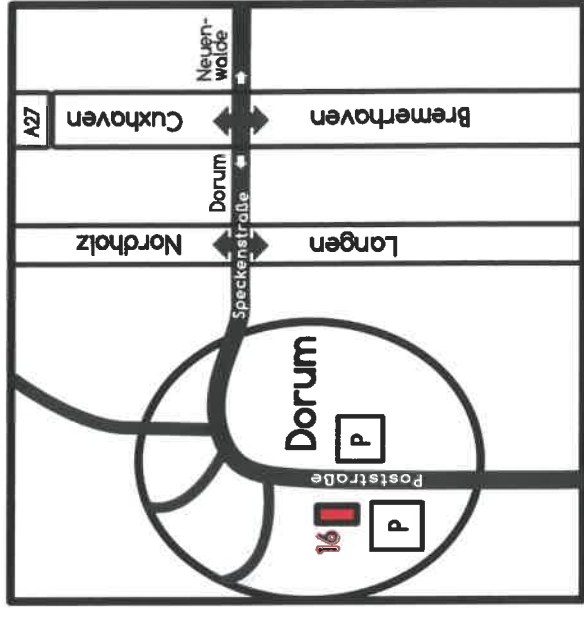 A27
Cuxhaven
Bremerhaven
Neuen-
walde
Dorum
Nordholz
Langen
Speckenstraße
Dorum
P
Poststraße
16
P